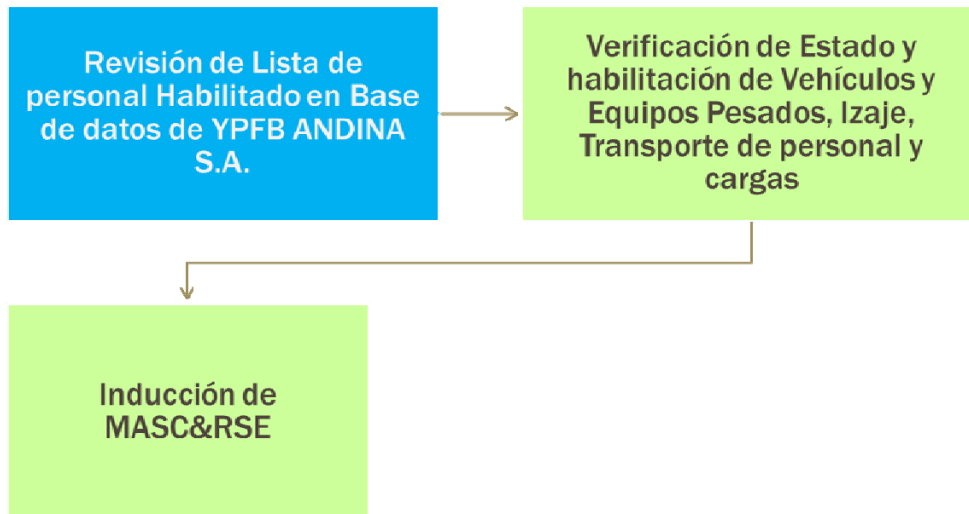 Revisión de Lista de
personal Habilitado en Base
de datos de YPFB ANDINA
S.A.
Verificación de Estado y
habilitación de Vehículos y
Equipos Pesados, Izaje,
Transporte de personal y
cargas
Inducción de
MASC&RSE